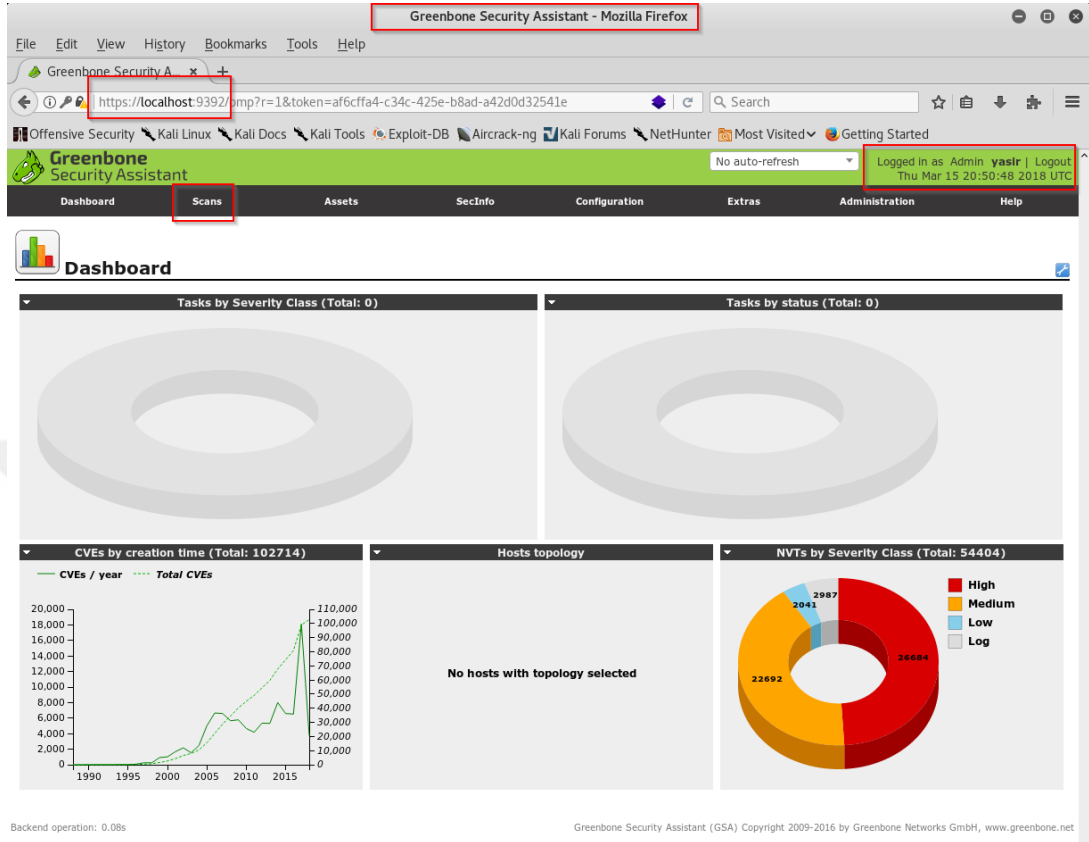 Greenbone Security Assistant - Mozilla Firefox
File Edit View History Bookmarks Tools Help
Greenbone Security A... × +
https://localhost:9392/omp?r=1&token=af6cffa4-c34c-425e-b8ad-a42d0d32541e Search
Offensive Security Kali Linux Kali Docs Kali Tools Exploit-DB Aircrack-ng Kali Forums NetHunter Most Visited Getting Started
Greenbone
Security Assistant
No auto-refresh
Logged in as Admin yasir | Logout
Thu Mar 15 20:50:48 2018 UTC
Dashboard Scans Assets SecInfo Configuration Extras Administration Help
Dashboard
Tasks by Severity Class (Total: 0)
Tasks by status (Total: 0)
CVEs by creation time (Total: 102714)
CVEs / year Total CVEs
20,000
18,000
16,000
14,000
12,000
10,000
8,000
6,000
4,000
2,000
0
110,000
100,000
90,000
80,000
70,000
60,000
50,000
40,000
30,000
20,000
10,000
0
1990 1995 2000 2005 2010 2015
Hosts topology
No hosts with topology selected
NVTs by Severity Class (Total: 54404)
2987
2041
22692
26684
High
Medium
Low
Log
Backend operation: 0.08s
Greenbone Security Assistant (GSA) Copyright 2009-2016 by Greenbone Networks GmbH, www.greenbone.net